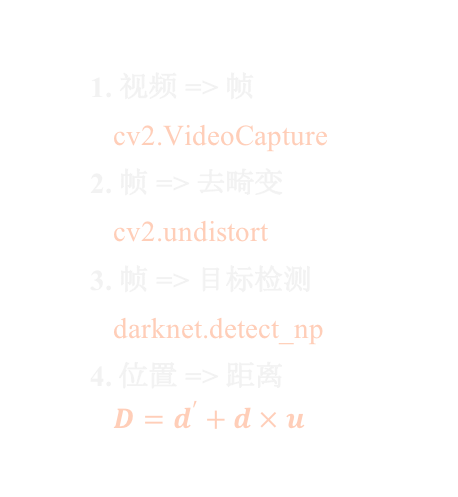 1. 视频 => 帧
cv2.VideoCapture
2. 帧 => 去畸变
cv2.undistort
3. 帧 => 目标检测
darknet.detect_np
4. 位置 => 距离
D = d′ + d × u